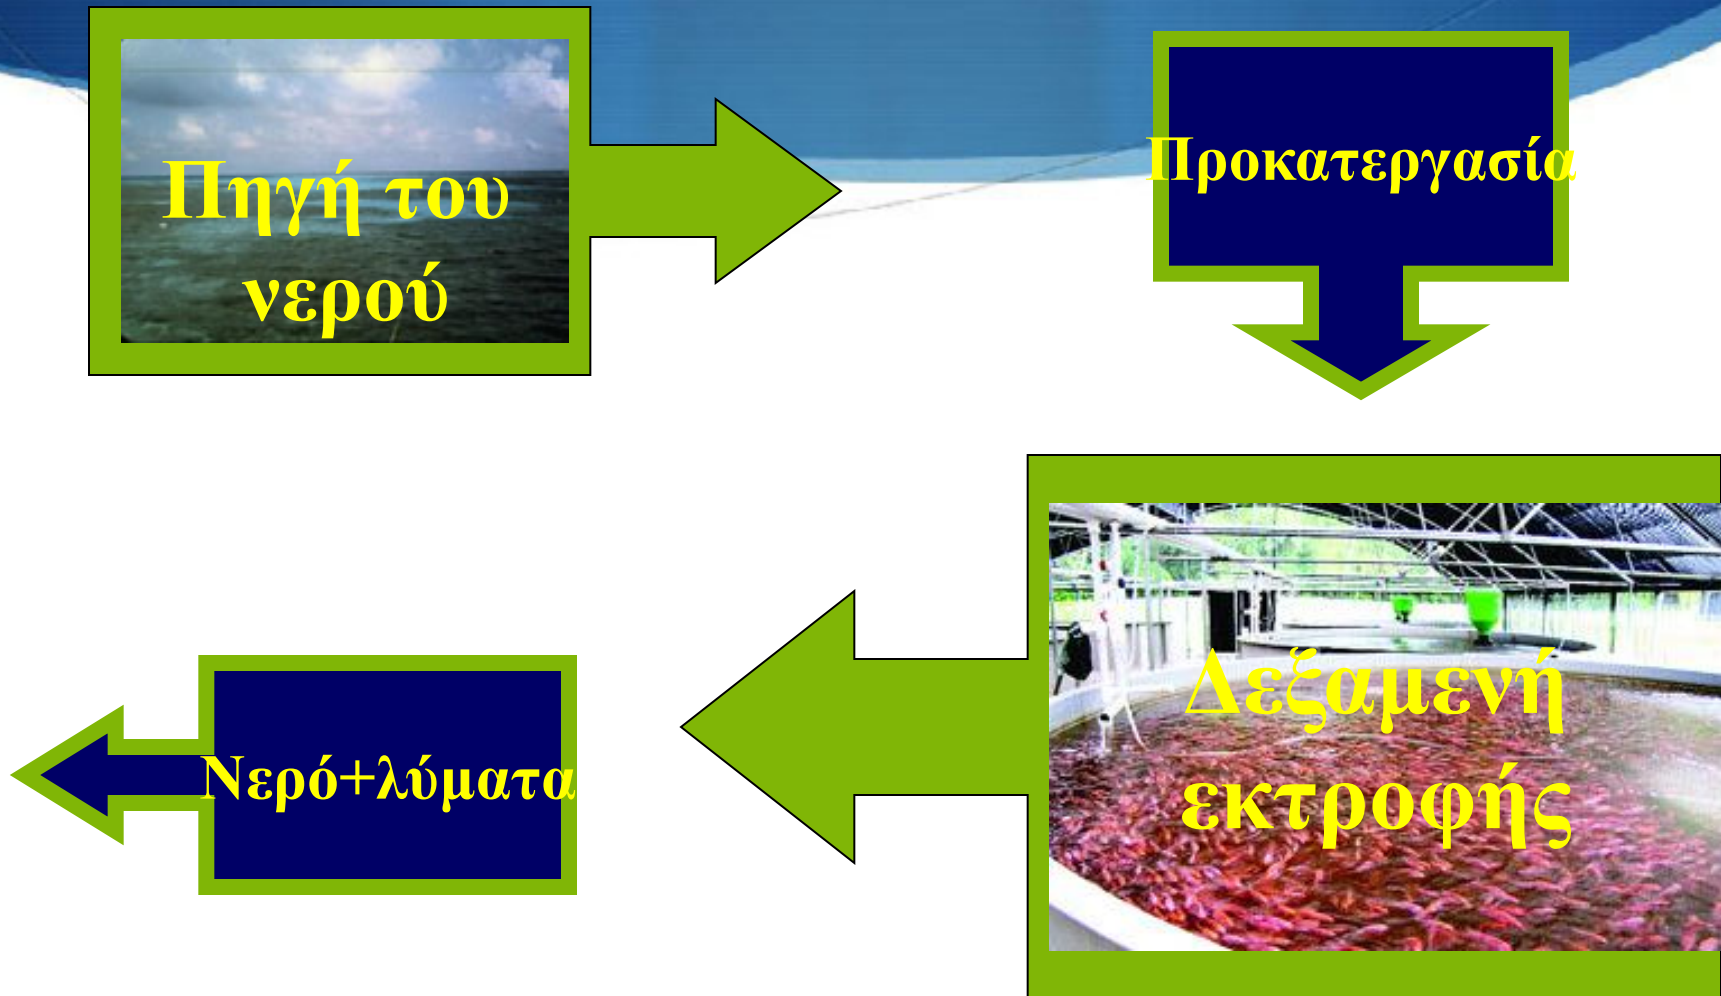 Πηγή του
νερού
Προκατεργασία
Δεξαμενή
εκτροφής
Νερό+λύματα